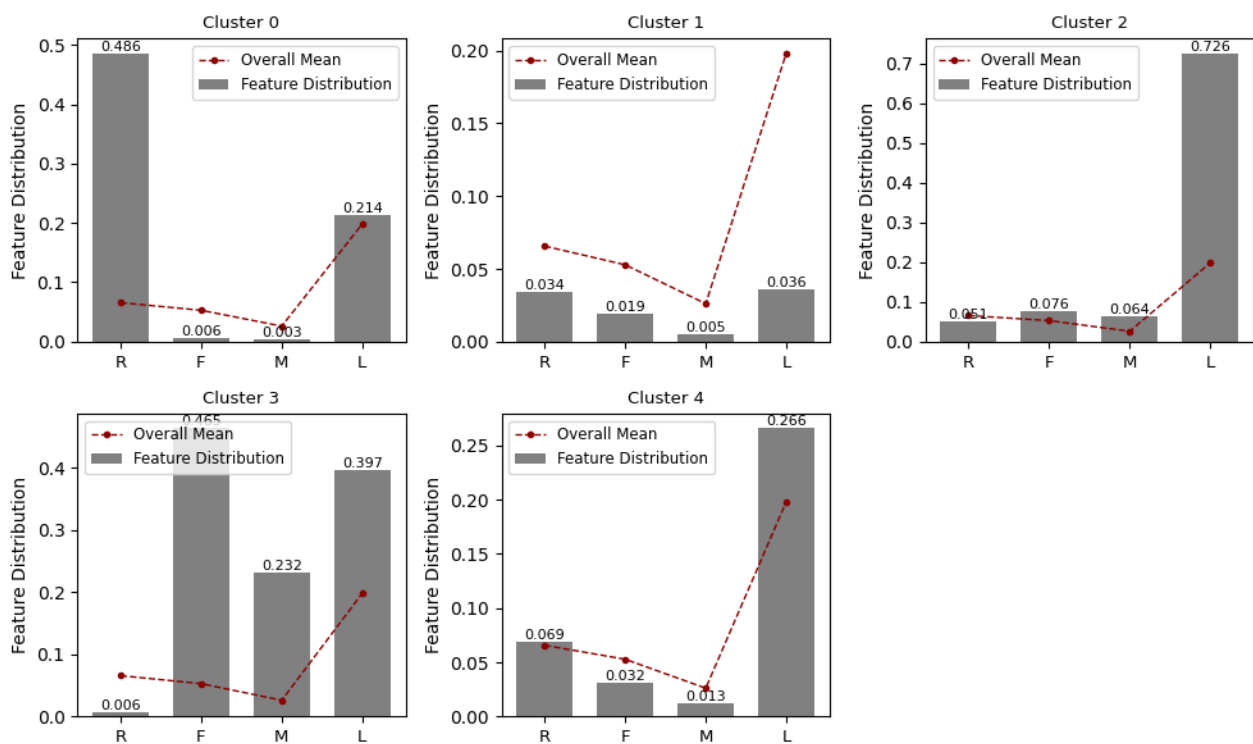 Cluster 0
Feature Distribution
0.5
0.4
0.3
0.2
0.1
0.0
Overall Mean
Feature Distribution
0.486
0.006
0.003
0.214
R F M L
Cluster 1
Feature Distribution
0.20
0.15
0.10
0.05
0.00
Overall Mean
Feature Distribution
0.034
0.019
0.005
0.036
R F M L
Cluster 2
Feature Distribution
0.7
0.6
0.5
0.4
0.3
0.2
0.1
0.0
Overall Mean
Feature Distribution
0.051
0.076
0.064
0.726
R F M L
Cluster 3
Feature Distribution
0.4
0.3
0.2
0.1
0.0
Overall Mean
Feature Distribution
0.006
0.465
0.232
0.397
R F M L
Cluster 4
Feature Distribution
0.25
0.20
0.15
0.10
0.05
0.00
Overall Mean
Feature Distribution
0.069
0.032
0.013
0.266
R F M L